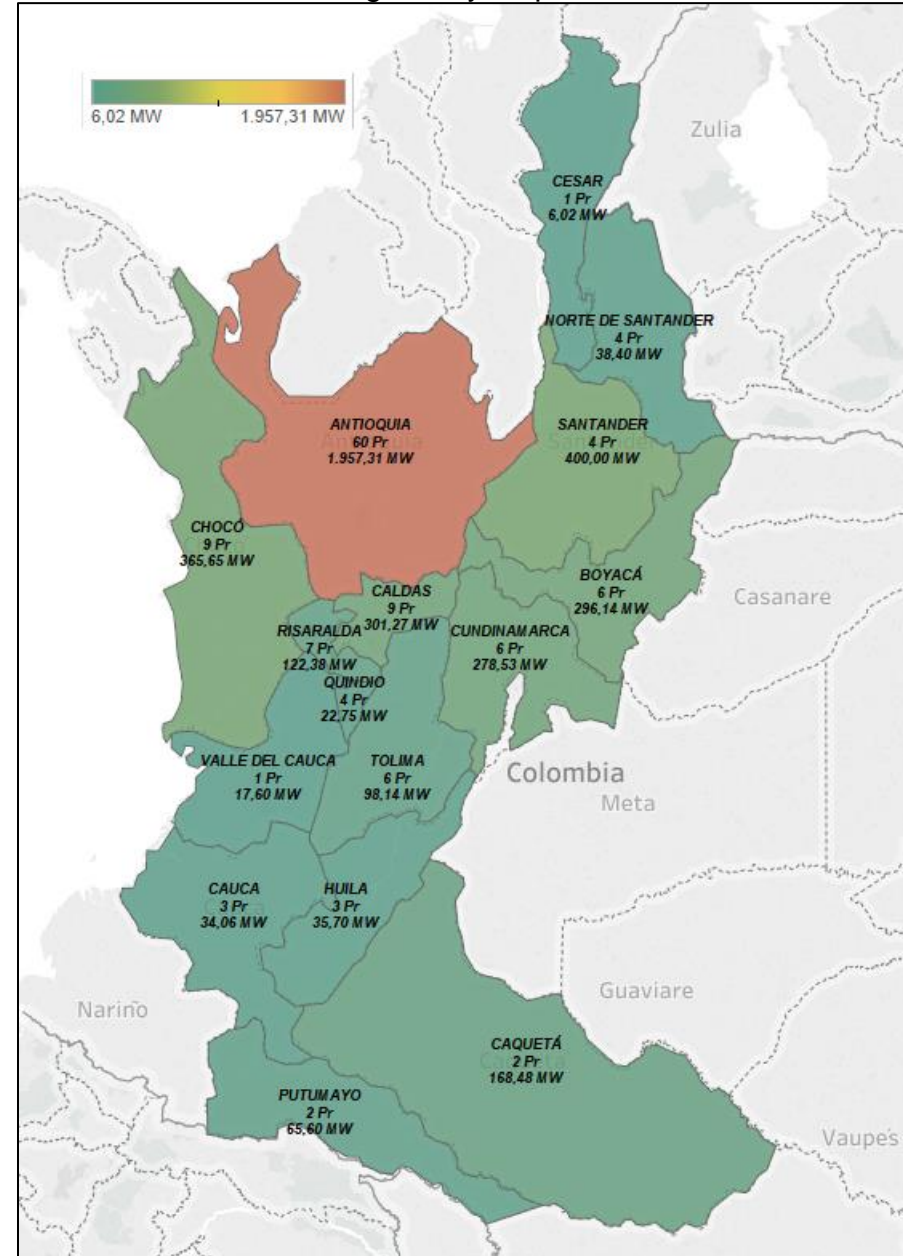 6,02 MW 1.957,31 MW
Zulia
CESAR
1 Pr
6,02 MW
NORTE DE SANTANDER
4 Pr
38,40 MW
ANTIOQUIA
60 Pr
1.957,31 MW
SANTANDER
4 Pr
400,00 MW
CHOCÓ
9 Pr
365,65 MW
BOYACÁ
6 Pr
296,14 MW
Casanare
CALDAS
9 Pr
301,27 MW
CUNDINAMARCA
6 Pr
278,53 MW
RISARALDA
7 Pr
122,38 MW
QUINDIO
4 Pr
22,75 MW
VALLE DEL CAUCA
1 Pr
17,60 MW
TOLIMA
6 Pr
98,14 MW
Colombia
Meta
CAUCA
3 Pr
34,06 MW
HUILA
3 Pr
35,70 MW
Nariño
Guaviare
CAQUETÁ
2 Pr
168,48 MW
PUTUMAYO
2 Pr
65,60 MW
Vaupés